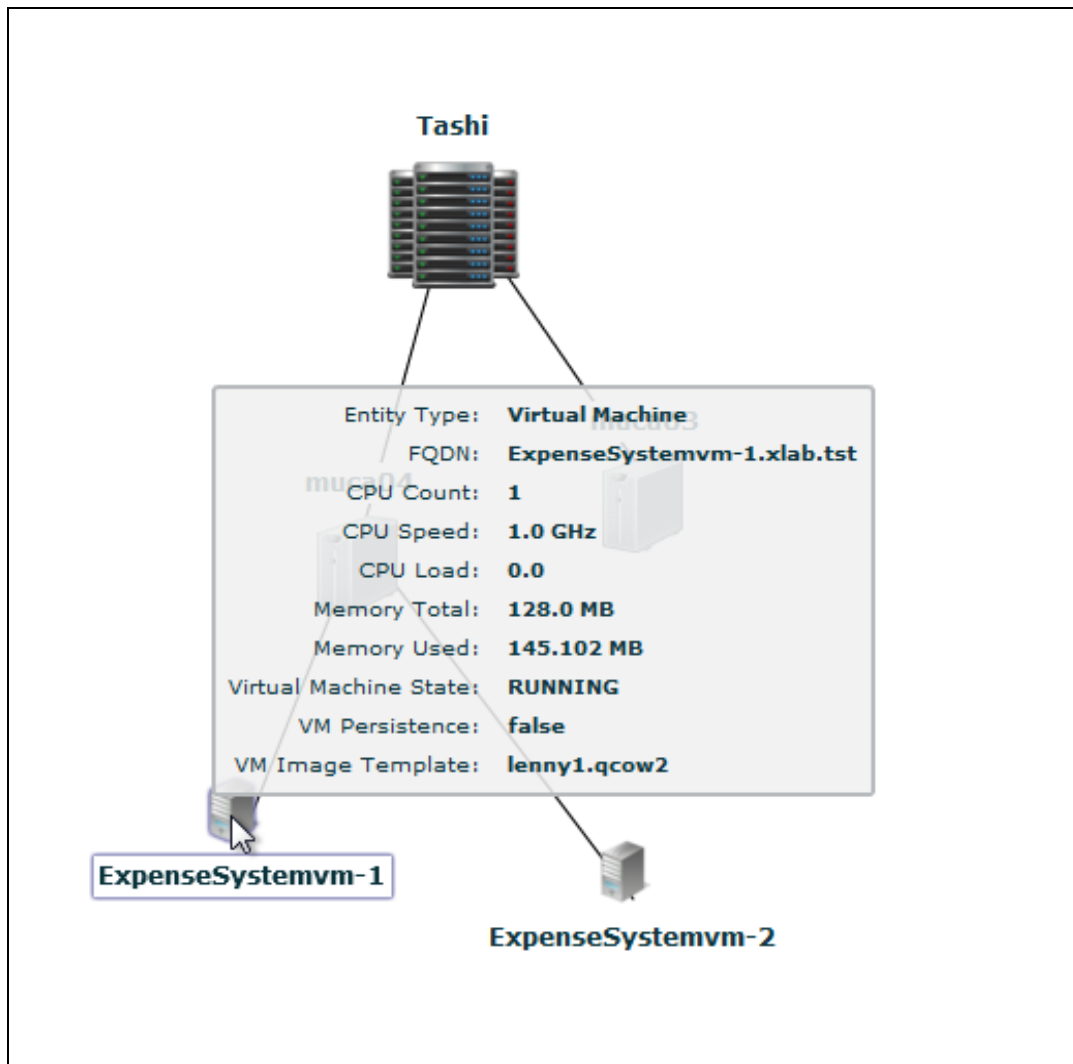 Tashi
muca04
muca03
Entity Type: Virtual Machine
FQDN: ExpenseSystemvm-1.xlab.tst
CPU Count: 1
CPU Speed: 1.0 GHz
CPU Load: 0.0
Memory Total: 128.0 MB
Memory Used: 145.102 MB
Virtual Machine State: RUNNING
VM Persistence: false
VM Image Template: lenny1.qcow2
ExpenseSystemvm-1
ExpenseSystemvm-2